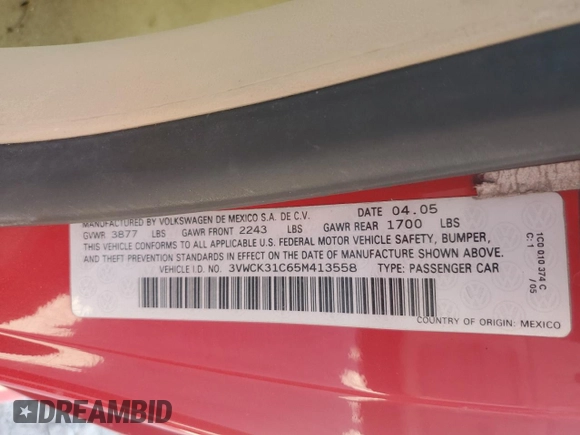 MANUFACTURED BY VOLKSWAGEN DE MEXICO S.A. DE C.V. DATE 04.05
GVWR 3877 LBS GAWR FRONT 2243 LBS GAWR REAR 1700 LBS
THIS VEHICLE CONFORMS TO ALL APPLICABLE U.S. FEDERAL MOTOR VEHICLE SAFETY, BUMPER,
THEFT PREVENTION STANDARDS IN EFFECT ON THE DATE OF MANUFACTURE SHOWN ABOVE.
VEHICLE I.D. NO. 3VWCK31C65M413558 TYPE: PASSENGER CAR
COUNTRY OF ORIGIN: MEXICO
1C0 010 374 C
C:1 /05
DREAMBID